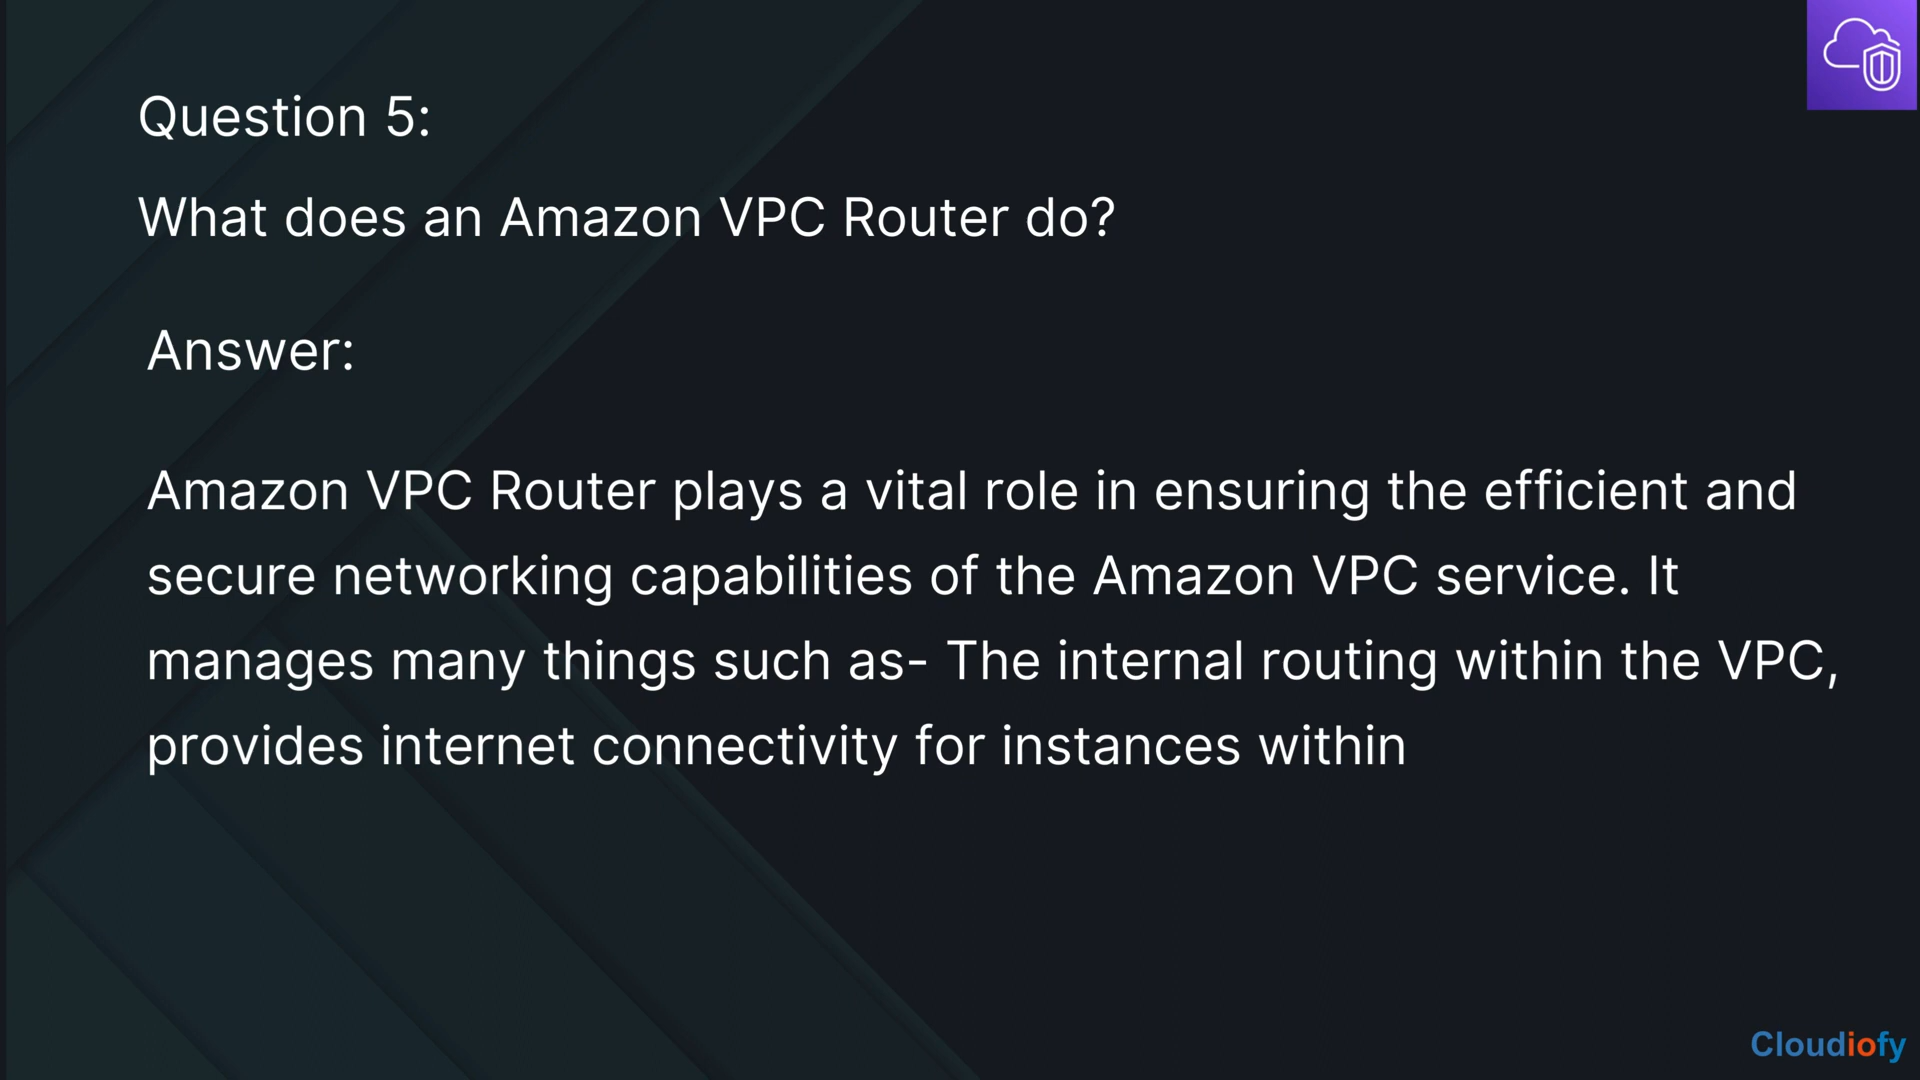 Question 5:
What does an Amazon VPC Router do?
Answer:
Amazon VPC Router plays a vital role in ensuring the efficient and
secure networking capabilities of the Amazon VPC service. It
manages many things such as- The internal routing within the VPC,
provides internet connectivity for instances within
Cloudiofy